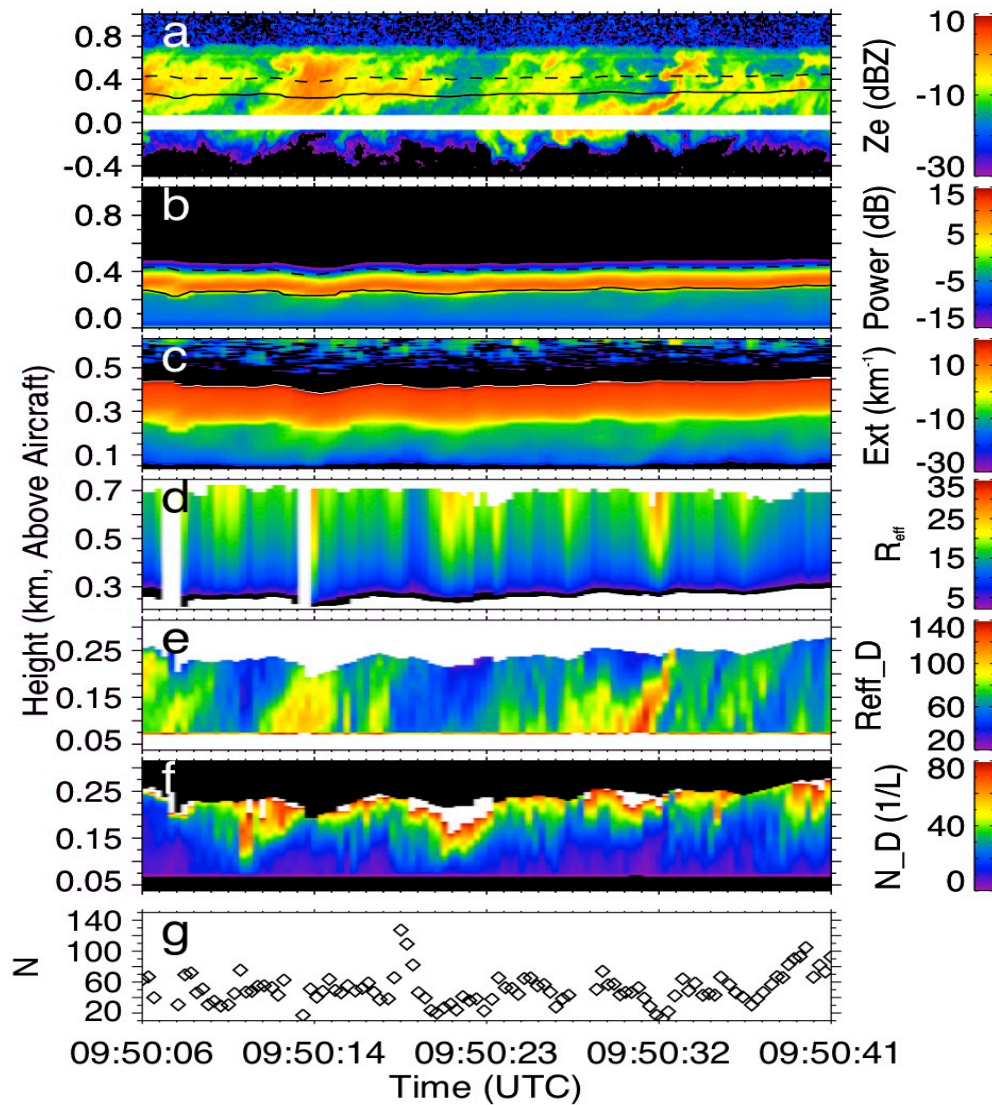 a
0.8
0.4
0.0
-0.4
10
-10
-30
Ze (dBZ)
b
0.8
0.4
0.0
15
5
-5
-15
Power (dB)
c
0.5
0.3
0.1
10
-10
-30
Ext (km⁻¹)
Height (km, Above Aircraft)
d
0.7
0.5
0.3
35
25
15
5
R_eff
e
0.25
0.15
0.05
140
100
60
20
Reff_D
f
0.25
0.15
0.05
80
40
0
N_D (1/L)
g
140
100
60
20
N
09:50:06 09:50:14 09:50:23 09:50:32 09:50:41
Time (UTC)